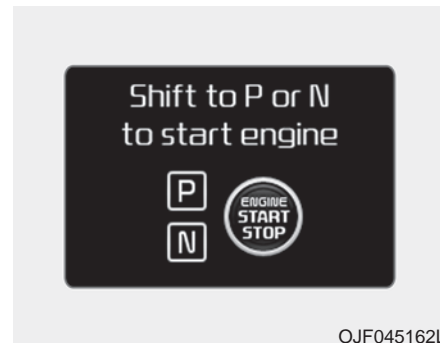 Shift to P or N
to start engine
P
N
ENGINE
START
STOP
OJF045162L